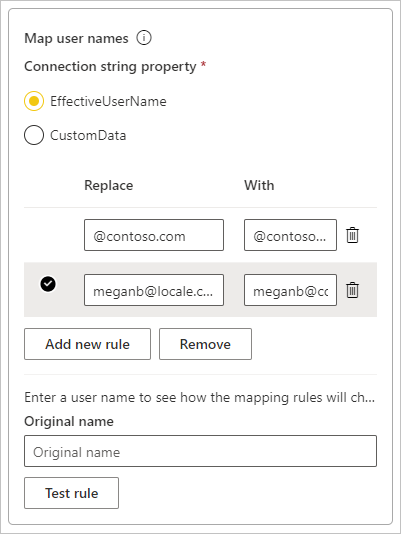 Map user names
Connection string property *
EffectiveUserName
CustomData
Replace With
@contoso.com @contoso...
meganb@locale.c... meganb@cc
Add new rule Remove
Enter a user name to see how the mapping rules will ch...
Original name
Original name
Test rule